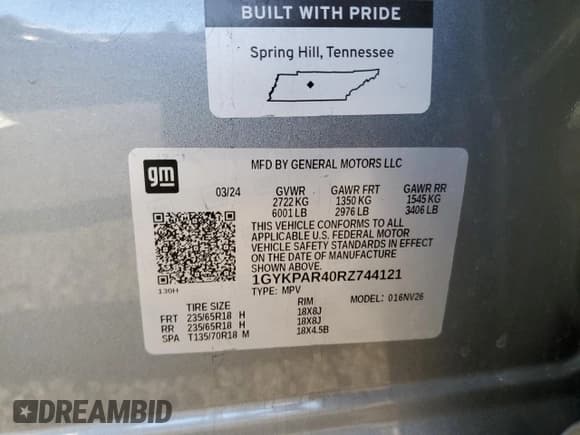 BUILT WITH PRIDE
Spring Hill, Tennessee
gm
MFD BY GENERAL MOTORS LLC
03/24 GVWR GAWR FRT GAWR RR
2722 KG 1350 KG 1545 KG
6001 LB 2976 LB 3406 LB
THIS VEHICLE CONFORMS TO ALL
APPLICABLE U.S. FEDERAL MOTOR
VEHICLE SAFETY STANDARDS IN EFFECT
ON THE DATE OF MANUFACTURE
SHOWN ABOVE.
1GYKPAR40RZ744121
130H
TYPE: MPV MODEL: 016NV26
TIRE SIZE RIM
FRT 235/65R18 H 18X8J
RR 235/65R18 H 18X8J
SPA T135/70R18 M 18X4.5B
DREAMBID